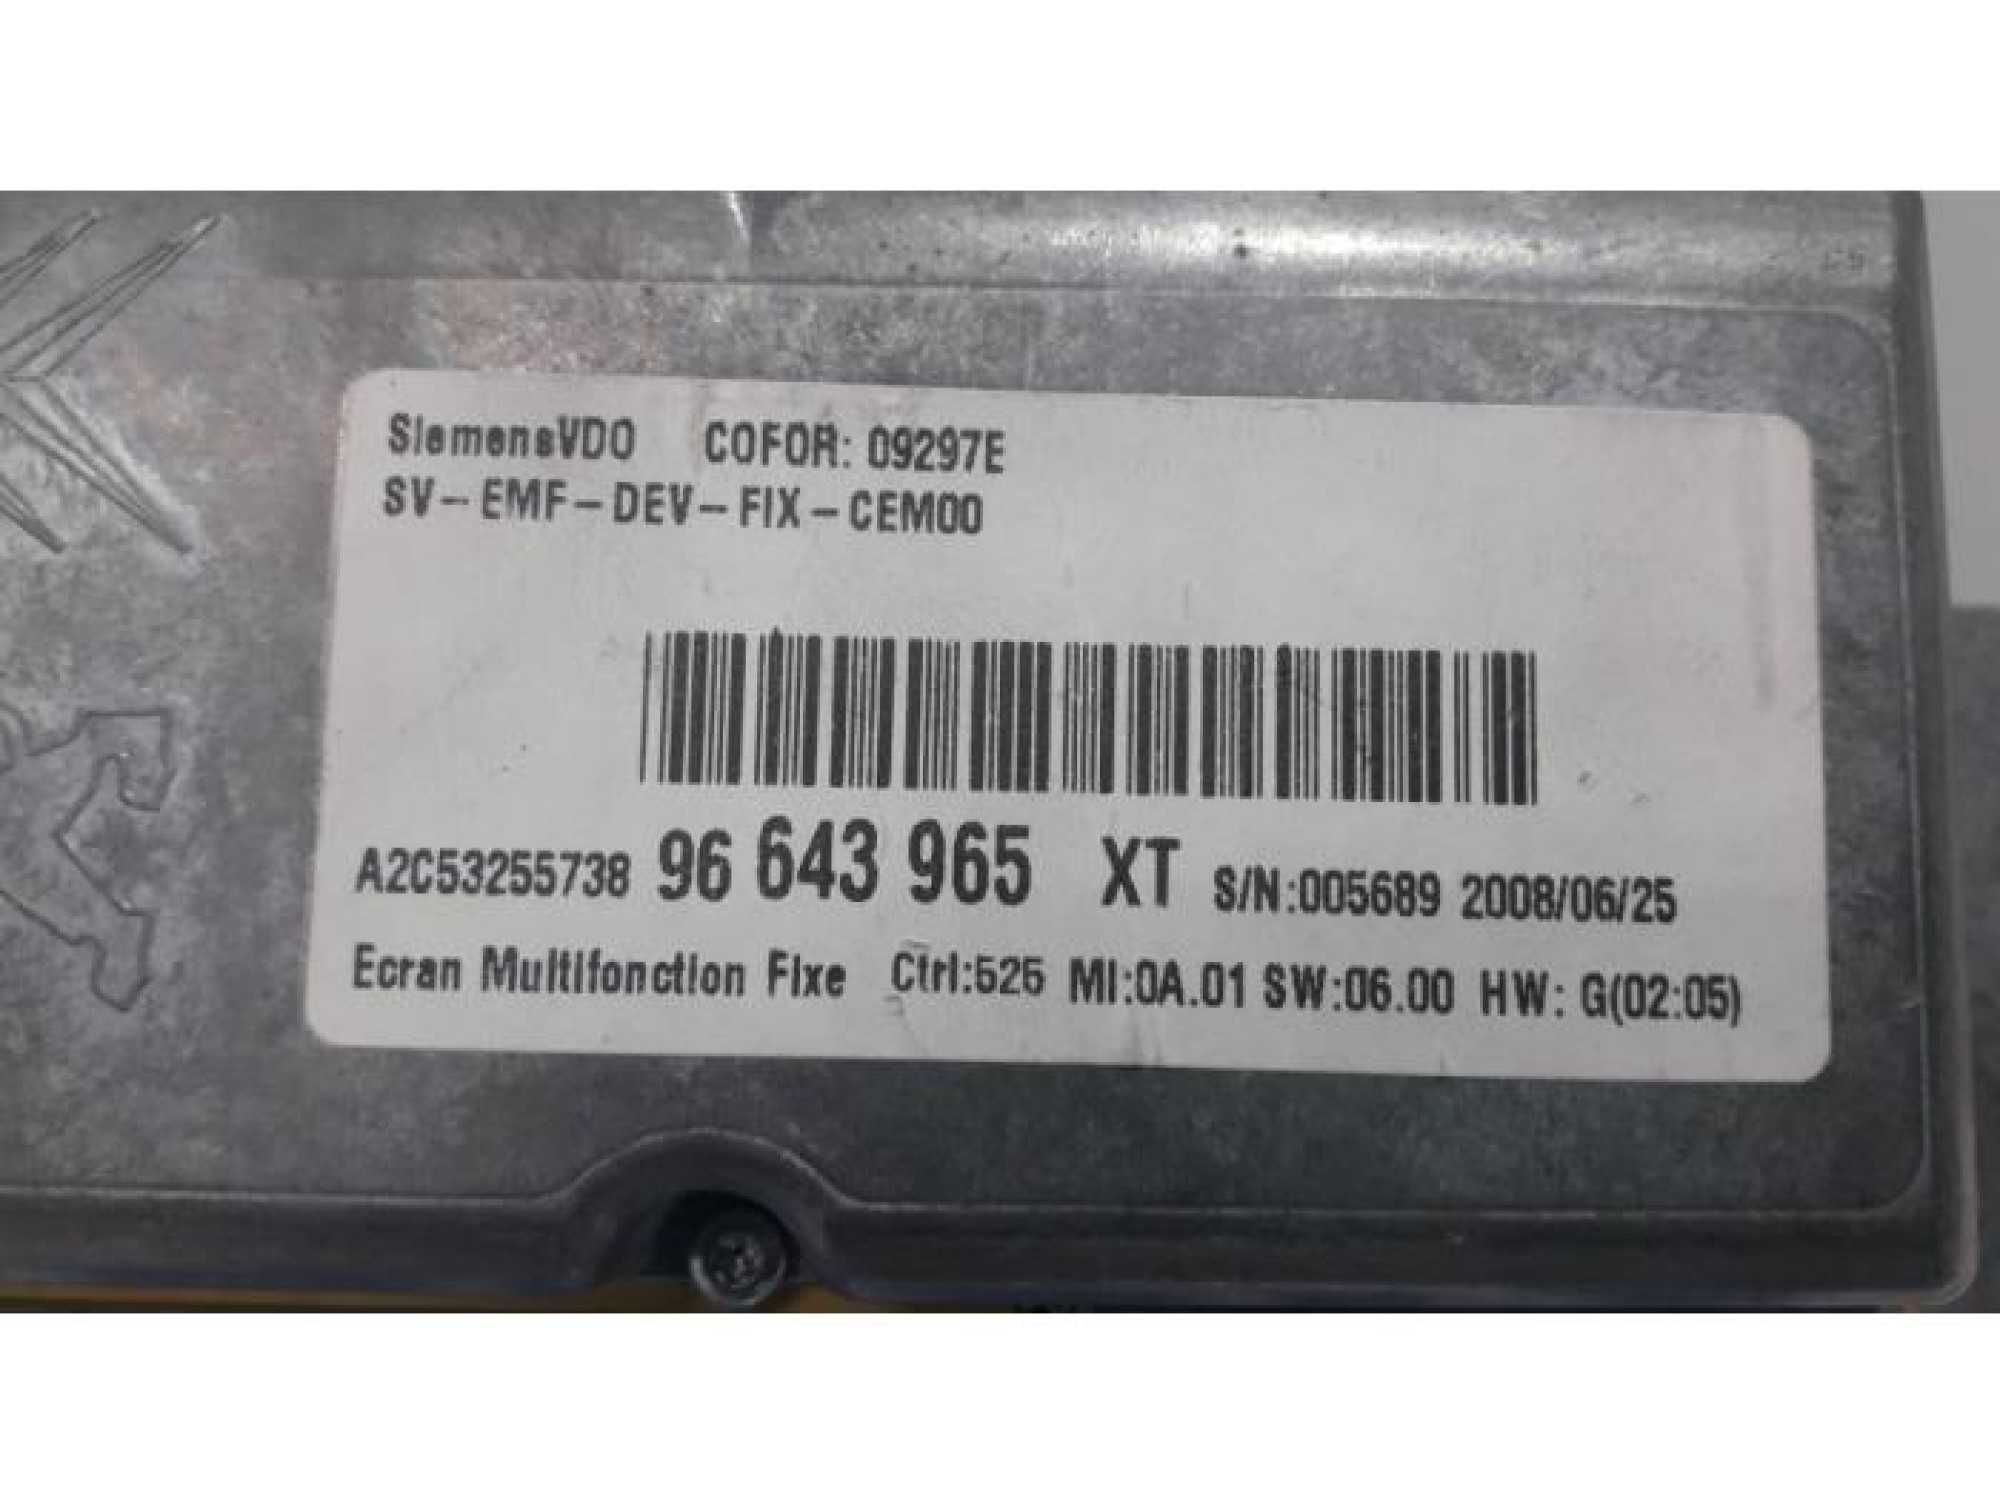 SiemensVDO COFOR: 09297E
SV-EMF-DEV-FIX-CEM00
A2C53255738 96 643 965 XT S/N:005689 2008/06/25
Ecran Multifonction Fixe Ctrl:525 MI:0A.01 SW:06.00 HW: G(02:05)